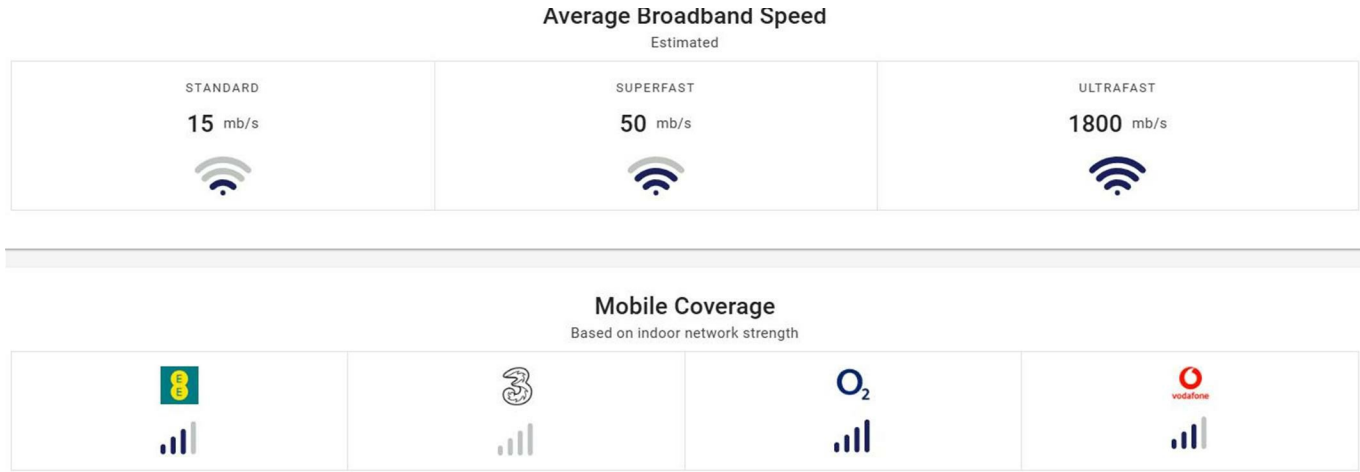 Average Broadband Speed
Estimated
STANDARD
SUPERFAST
ULTRAFAST
15 mb/s
50 mb/s
1800 mb/s
Mobile Coverage
Based on indoor network strength
EE
3
O2
vodafone